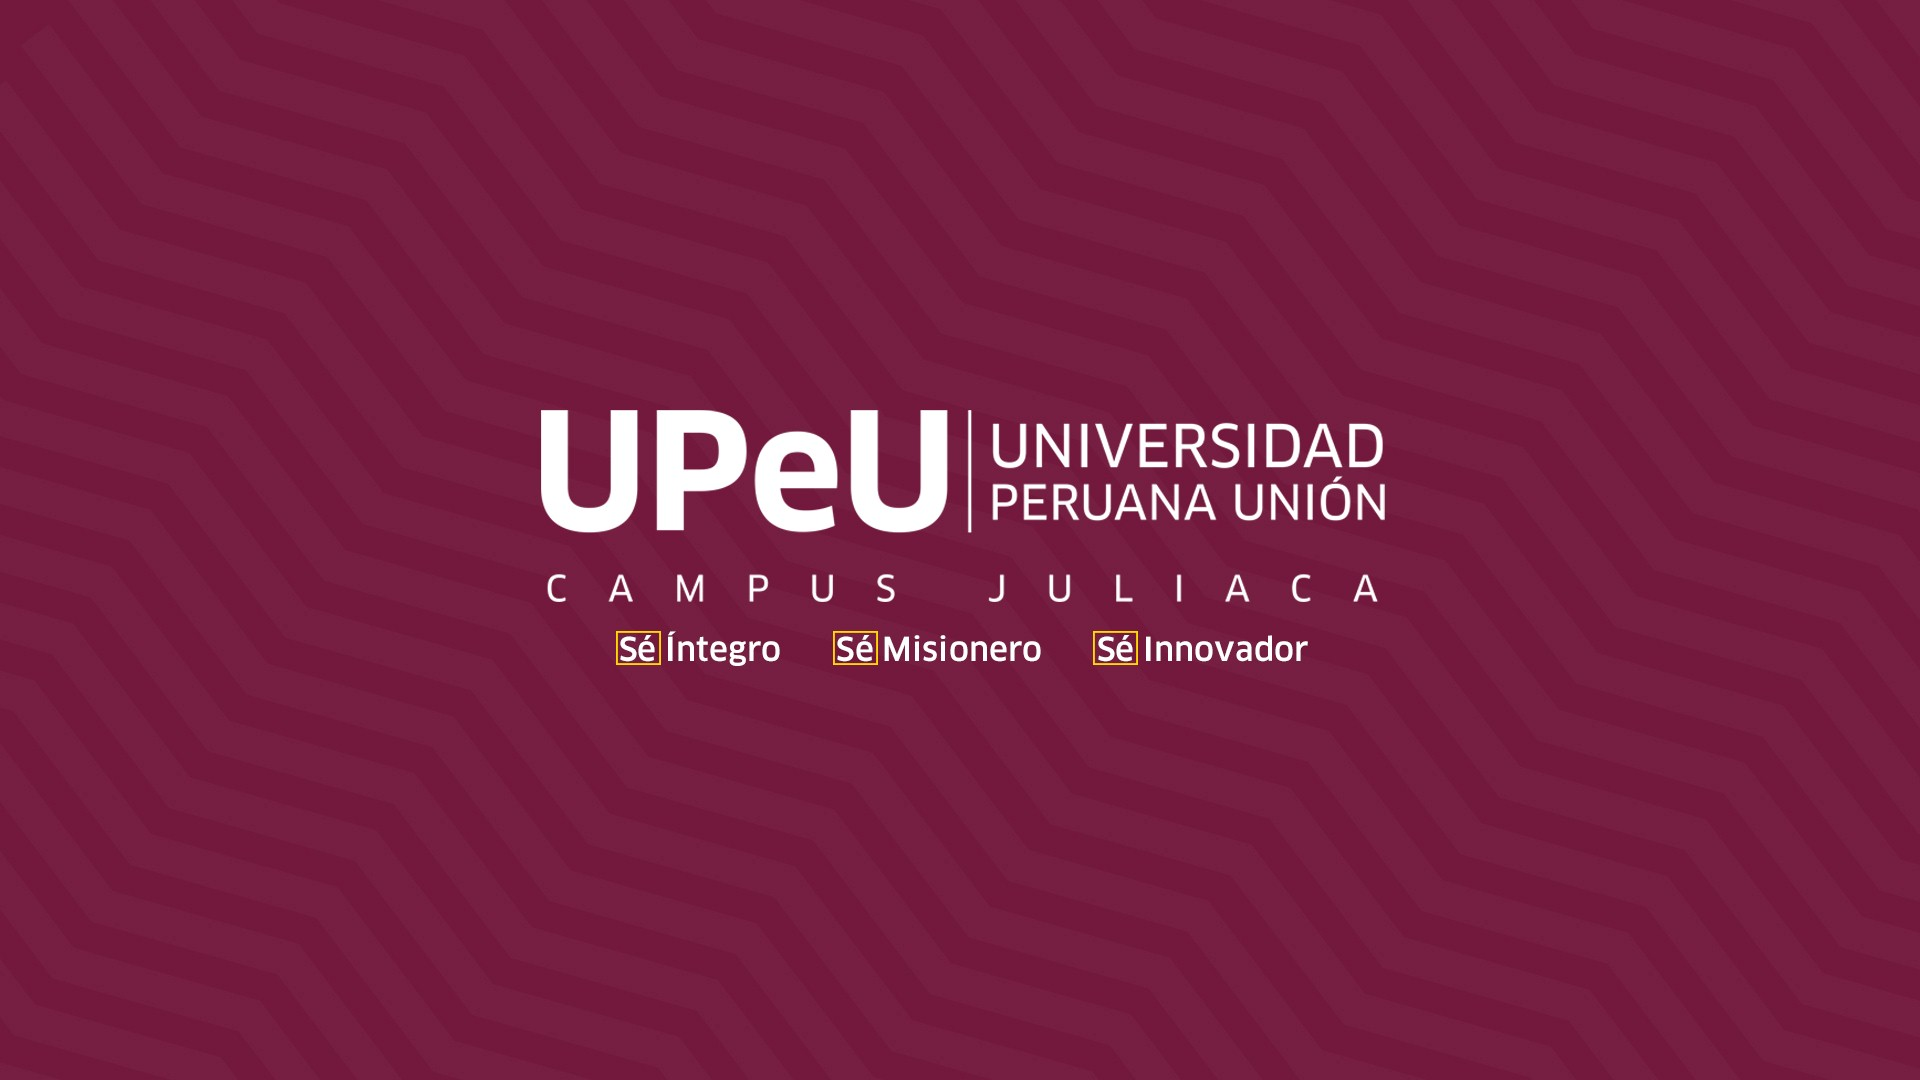 UPeU
UNIVERSIDAD
PERUANA UNIÓN
CAMPUS JULIACA
Sé Íntegro Sé Misionero Sé Innovador